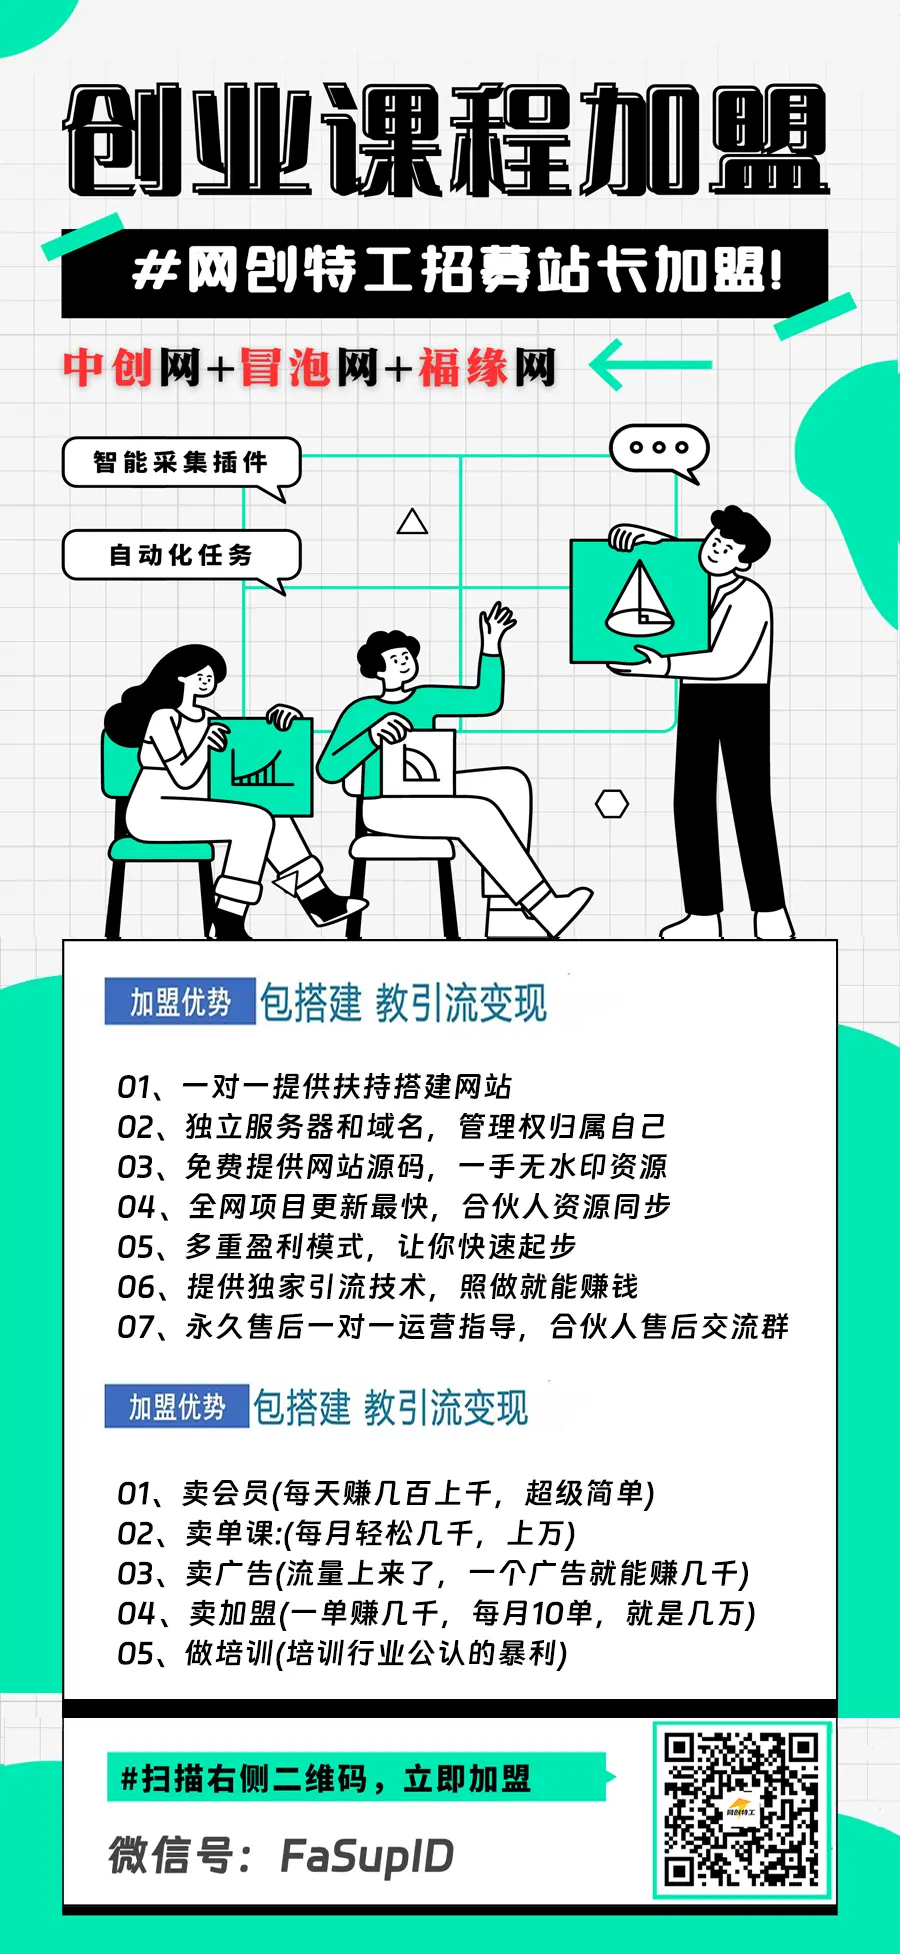 创业课程加盟
#网创特工招募站长加盟!
中创网+冒泡网+福缘网
智能采集插件
自动化任务
加盟优势 包搭建 教引流变现
01、一对一提供扶持搭建网站
02、独立服务器和域名，管理权归属自己
03、免费提供网站源码，一手无水印资源
04、全网项目更新最快，合伙人资源同步
05、多重盈利模式，让你快速起步
06、提供独家引流技术，照做就能赚钱
07、永久售后一对一运营指导，合伙人售后交流群
加盟优势 包搭建 教引流变现
01、卖会员(每天赚几百上千，超级简单)
02、卖单课:(每月轻松几千，上万)
03、卖广告(流量上来了，一个广告就能赚几千)
04、卖加盟(一单赚几千，每月10单，就是几万)
05、做培训(培训行业公认的暴利)
#扫描右侧二维码，立即加盟
微信号：FaSupID
网创特工